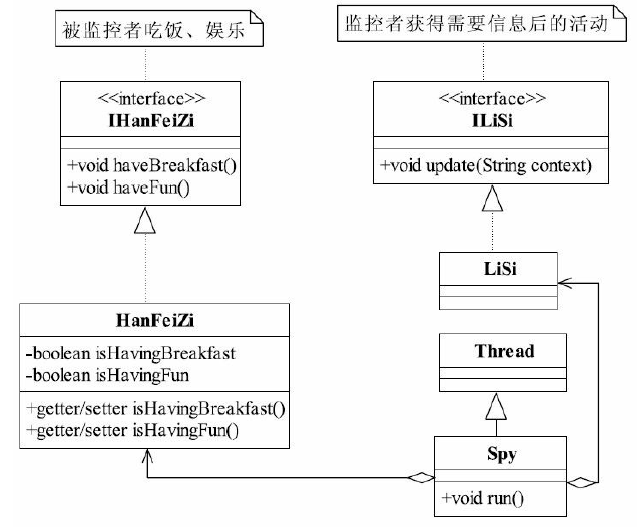 被监控者吃饭、娱乐
监控者获得需要信息后的活动
<<interface>>
IHanFeiZi
+void haveBreakfast()
+void haveFun()
<<interface>>
ILiSi
+void update(String context)
LiSi
HanFeiZi
-boolean isHavingBreakfast
-boolean isHavingFun
+getter/setter isHavingBreakfast()
+getter/setter isHavingFun()
Thread
Spy
+void run()